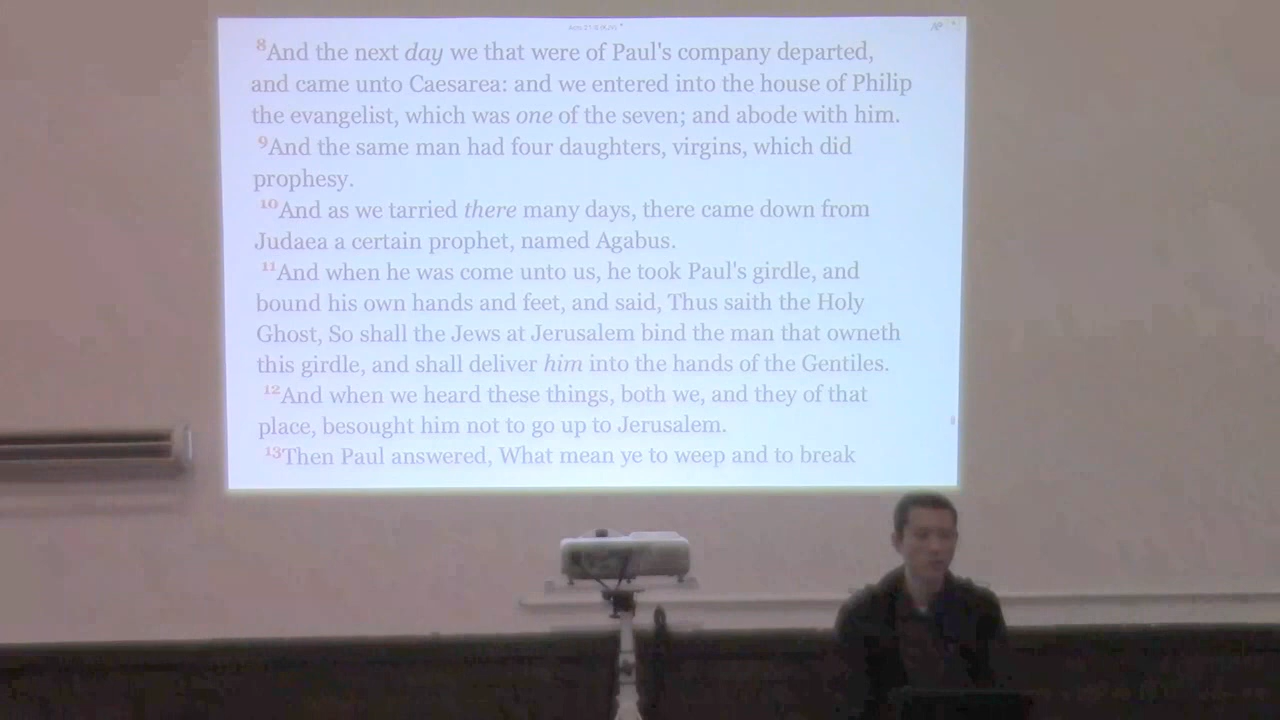 8And the next day we that were of Paul's company departed,
and came unto Caesarea: and we entered into the house of Philip
the evangelist, which was one of the seven; and abode with him.
9And the same man had four daughters, virgins, which did
prophesy.
10And as we tarried there many days, there came down from
Judaea a certain prophet, named Agabus.
11And when he was come unto us, he took Paul's girdle, and
bound his own hands and feet, and said, Thus saith the Holy
Ghost, So shall the Jews at Jerusalem bind the man that owneth
this girdle, and shall deliver him into the hands of the Gentiles.
12And when we heard these things, both we, and they of that
place, besought him not to go up to Jerusalem.
13Then Paul answered, What mean ye to weep and to break